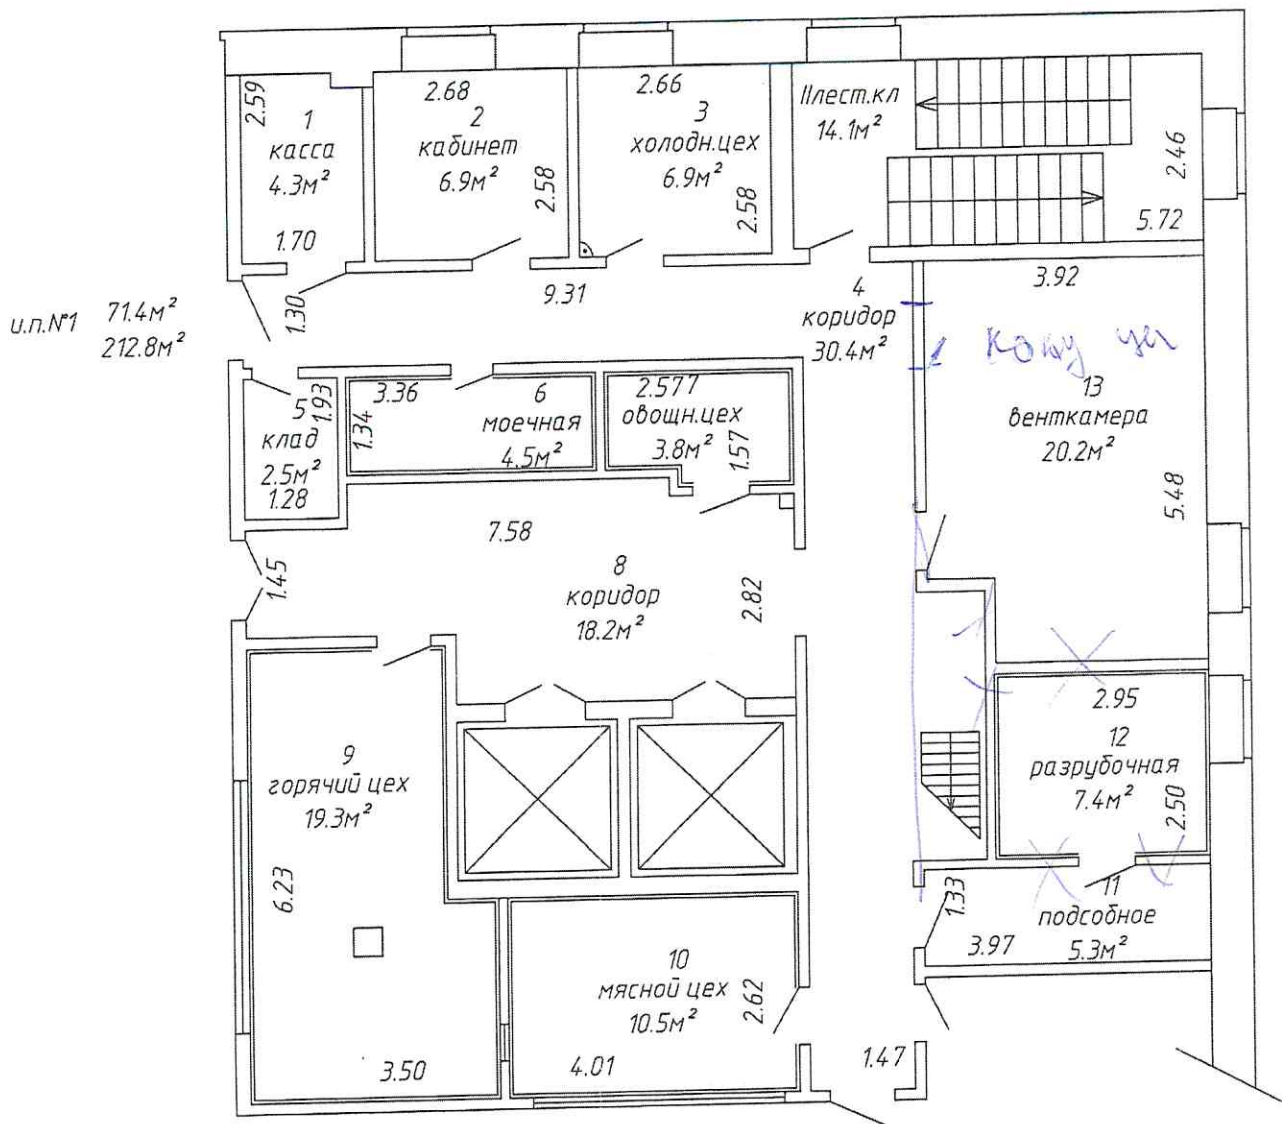 2.59
1
касса
4.3м²
1.70
2.68
2
кабинет
6.9м²
2.58
2.66
3
холодн.цех
6.9м²
2.58
IIлест.кл
14.1м²
2.46
5.72
и.п.№1 71.4м²
212.8м²
1.30
9.31
4
коридор
30.4м²
3.92
13
венткамера
20.2м²
5.48
5
клад
2.5м²
1.28
1.93
3.36
1.34
6
моечная
4.5м²
2.577
овощн.цех
3.8м²
1.57
7.58
1.45
8
коридор
18.2м²
2.82
9
горячий цех
19.3м²
6.23
3.50
2.95
12
разрубочная
7.4м²
2.50
1.33
11
подсобное
3.97 5.3м²
10
мясной цех
10.5м²
2.62
4.01
1.47